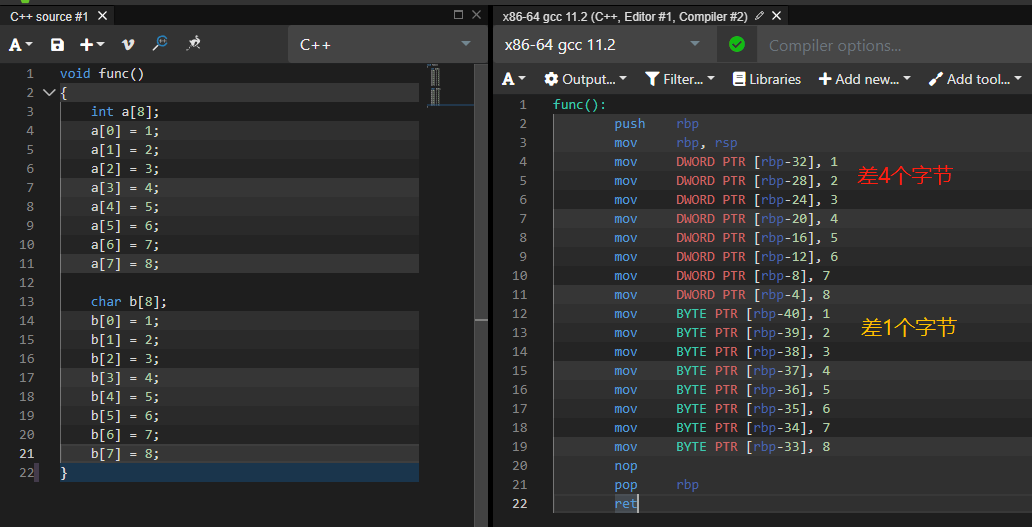 C++ source #1
A
C++
1 void func()
2 {
3 int a[8];
4 a[0] = 1;
5 a[1] = 2;
6 a[2] = 3;
7 a[3] = 4;
8 a[4] = 5;
9 a[5] = 6;
10 a[6] = 7;
11 a[7] = 8;
12
13 char b[8];
14 b[0] = 1;
15 b[1] = 2;
16 b[2] = 3;
17 b[3] = 4;
18 b[4] = 5;
19 b[5] = 6;
20 b[6] = 7;
21 b[7] = 8;
22 }
x86-64 gcc 11.2 (C++, Editor #1, Compiler #2)
x86-64 gcc 11.2
Compiler options...
A Output... Filter... Libraries + Add new... Add tool...
1 func():
2 push rbp
3 mov rbp, rsp
4 mov DWORD PTR [rbp-32], 1
5 mov DWORD PTR [rbp-28], 2
差4个字节
6 mov DWORD PTR [rbp-24], 3
7 mov DWORD PTR [rbp-20], 4
8 mov DWORD PTR [rbp-16], 5
9 mov DWORD PTR [rbp-12], 6
10 mov DWORD PTR [rbp-8], 7
11 mov DWORD PTR [rbp-4], 8
12 mov BYTE PTR [rbp-40], 1
差1个字节
13 mov BYTE PTR [rbp-39], 2
14 mov BYTE PTR [rbp-38], 3
15 mov BYTE PTR [rbp-37], 4
16 mov BYTE PTR [rbp-36], 5
17 mov BYTE PTR [rbp-35], 6
18 mov BYTE PTR [rbp-34], 7
19 mov BYTE PTR [rbp-33], 8
20 nop
21 pop rbp
22 ret